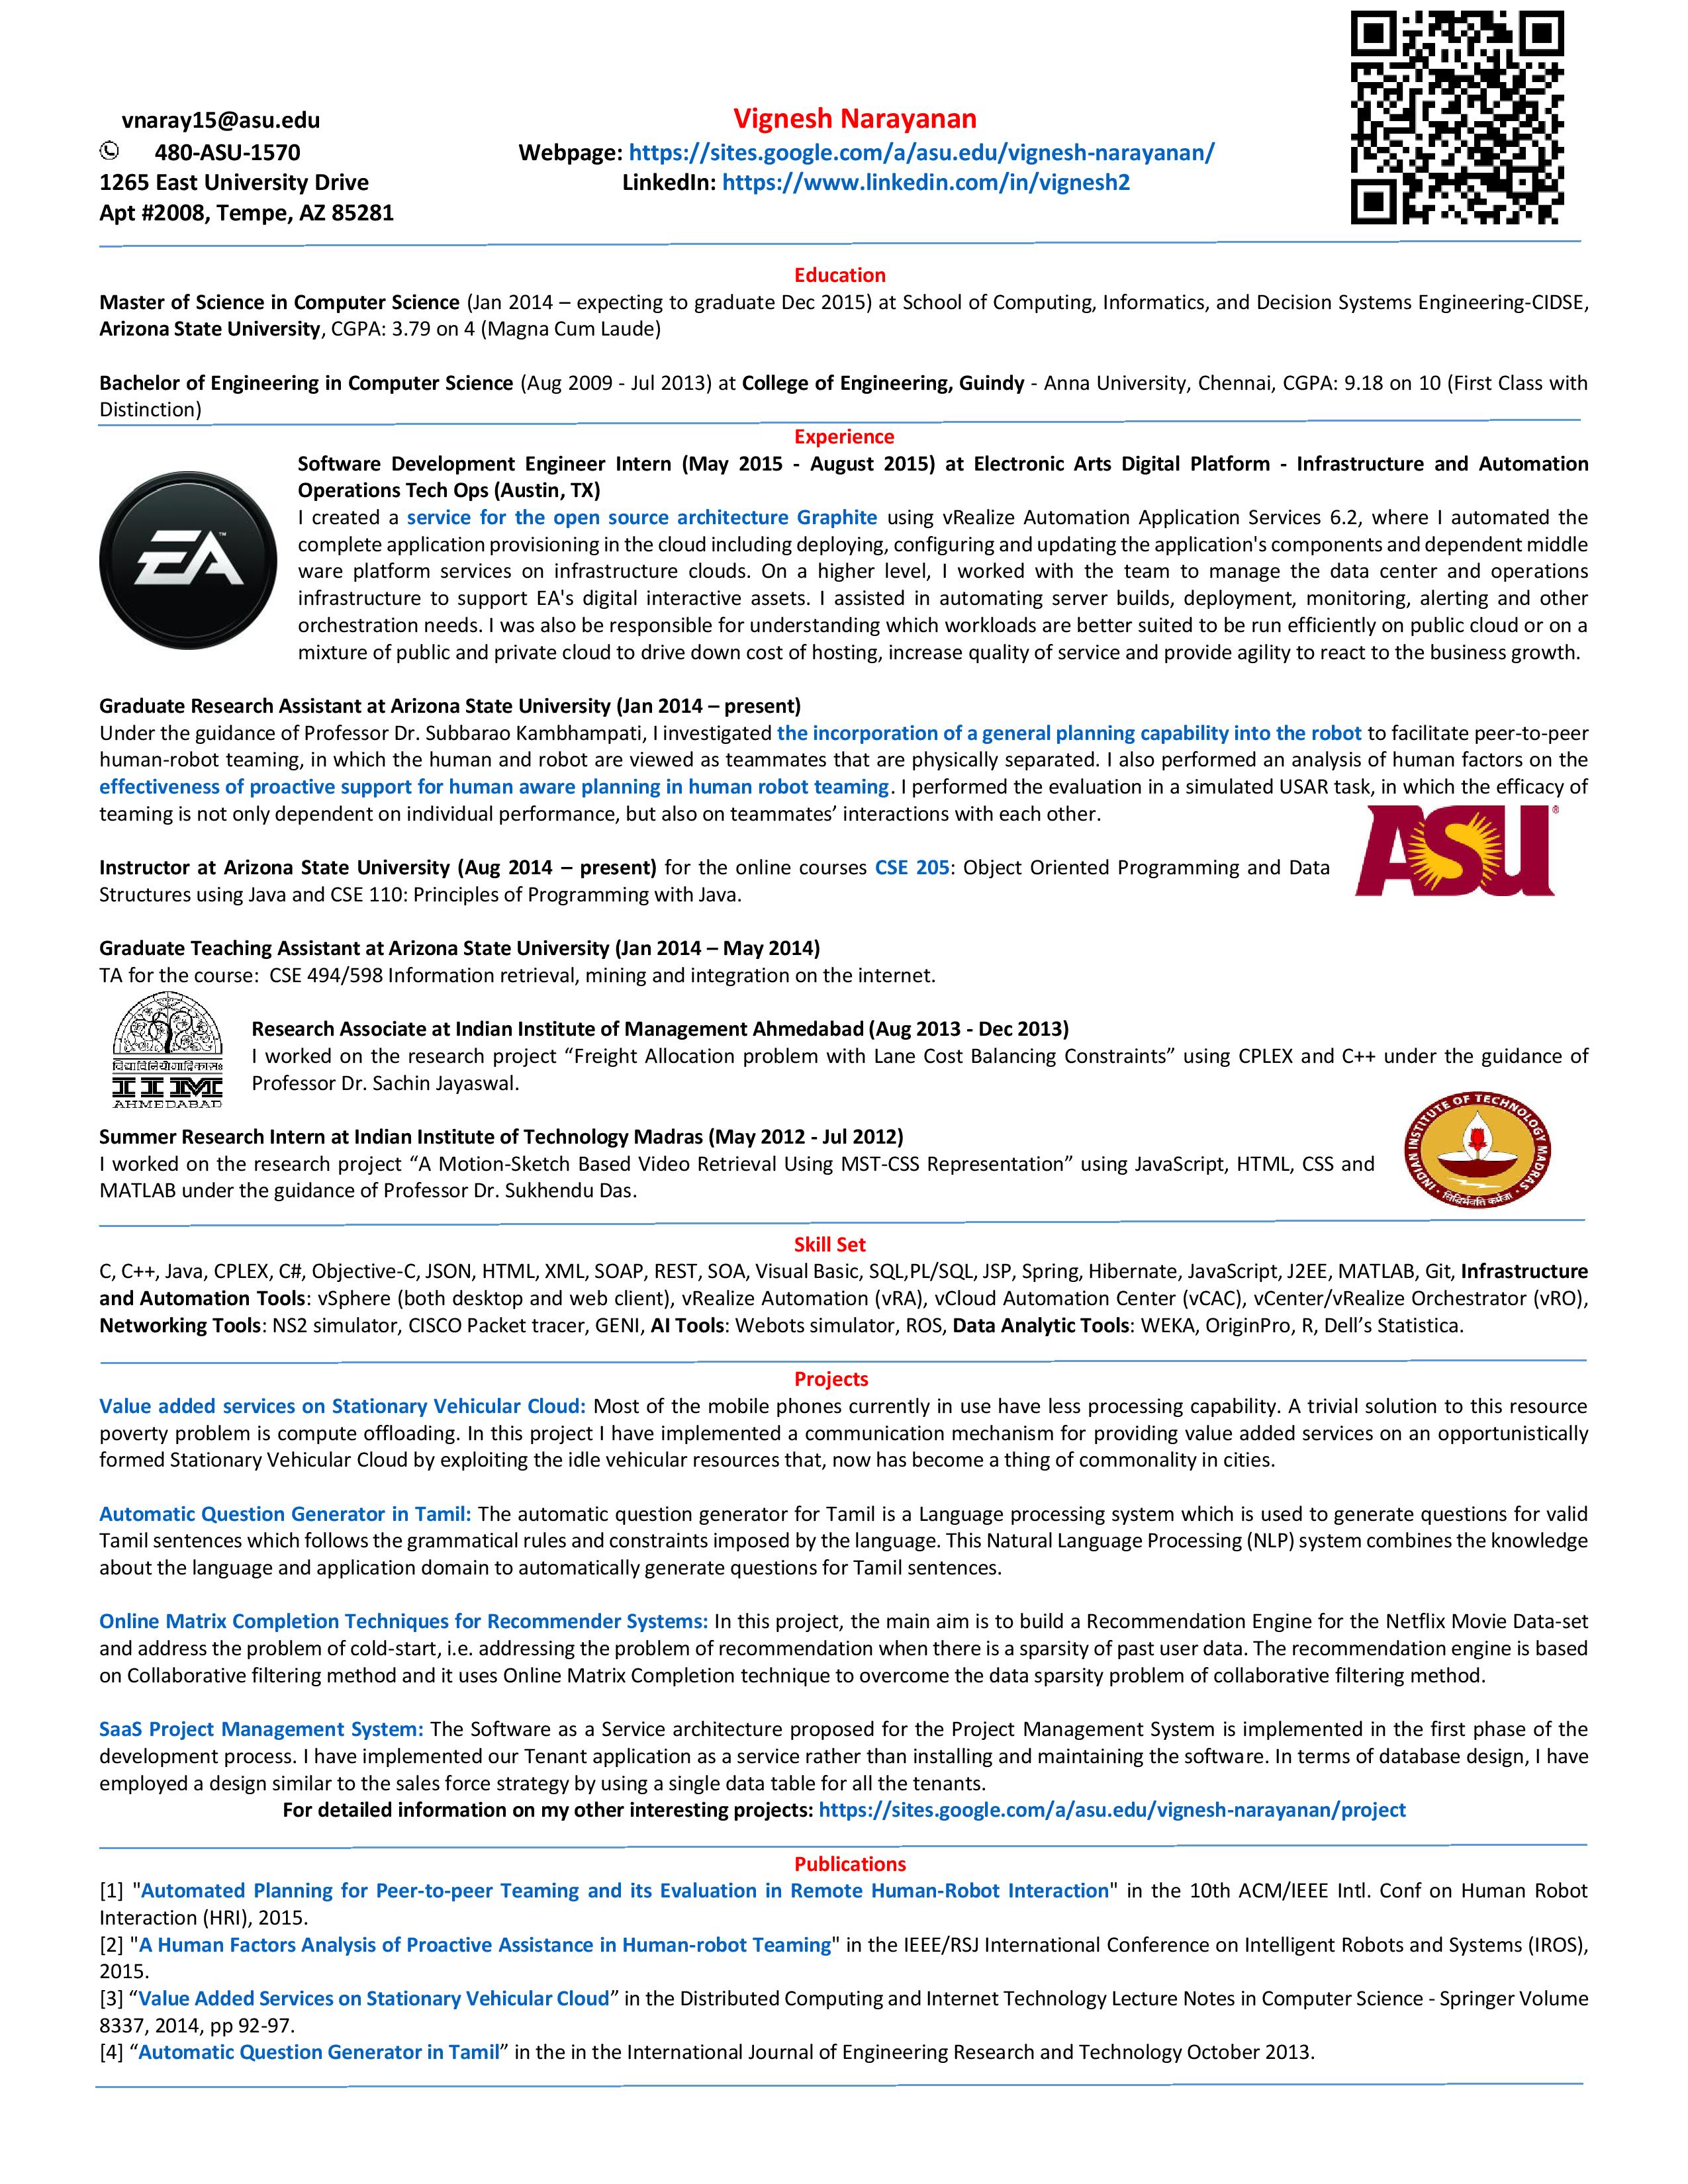 vnaray15@asu.edu
480-ASU-1570
1265 East University Drive
Apt #2008, Tempe, AZ 85281
Vignesh Narayanan
Webpage: https://sites.google.com/a/asu.edu/vignesh-narayanan/
LinkedIn: https://www.linkedin.com/in/vignesh2
Education
Master of Science in Computer Science (Jan 2014 – expecting to graduate Dec 2015) at School of Computing, Informatics, and Decision Systems Engineering-CIDSE,
Arizona State University, CGPA: 3.79 on 4 (Magna Cum Laude)
Bachelor of Engineering in Computer Science (Aug 2009 - Jul 2013) at College of Engineering, Guindy - Anna University, Chennai, CGPA: 9.18 on 10 (First Class with
Distinction)
Experience
EA™
Software Development Engineer Intern (May 2015 - August 2015) at Electronic Arts Digital Platform - Infrastructure and Automation
Operations Tech Ops (Austin, TX)
I created a service for the open source architecture Graphite using vRealize Automation Application Services 6.2, where I automated the
complete application provisioning in the cloud including deploying, configuring and updating the application's components and dependent middle
ware platform services on infrastructure clouds. On a higher level, I worked with the team to manage the data center and operations
infrastructure to support EA's digital interactive assets. I assisted in automating server builds, deployment, monitoring, alerting and other
orchestration needs. I was also be responsible for understanding which workloads are better suited to be run efficiently on public cloud or on a
mixture of public and private cloud to drive down cost of hosting, increase quality of service and provide agility to react to the business growth.
Graduate Research Assistant at Arizona State University (Jan 2014 – present)
Under the guidance of Professor Dr. Subbarao Kambhampati, I investigated the incorporation of a general planning capability into the robot to facilitate peer-to-peer
human-robot teaming, in which the human and robot are viewed as teammates that are physically separated. I also performed an analysis of human factors on the
effectiveness of proactive support for human aware planning in human robot teaming. I performed the evaluation in a simulated USAR task, in which the efficacy of
teaming is not only dependent on individual performance, but also on teammates’ interactions with each other.
ASU®
Instructor at Arizona State University (Aug 2014 – present) for the online courses CSE 205: Object Oriented Programming and Data
Structures using Java and CSE 110: Principles of Programming with Java.
Graduate Teaching Assistant at Arizona State University (Jan 2014 – May 2014)
TA for the course:  CSE 494/598 Information retrieval, mining and integration on the internet.
IIM
AHMEDABAD
Research Associate at Indian Institute of Management Ahmedabad (Aug 2013 - Dec 2013)
I worked on the research project “Freight Allocation problem with Lane Cost Balancing Constraints” using CPLEX and C++ under the guidance of
Professor Dr. Sachin Jayaswal.
INDIAN INSTITUTE OF TECHNOLOGY MADRAS
Summer Research Intern at Indian Institute of Technology Madras (May 2012 - Jul 2012)
I worked on the research project “A Motion-Sketch Based Video Retrieval Using MST-CSS Representation” using JavaScript, HTML, CSS and
MATLAB under the guidance of Professor Dr. Sukhendu Das.
Skill Set
C, C++, Java, CPLEX, C#, Objective-C, JSON, HTML, XML, SOAP, REST, SOA, Visual Basic, SQL,PL/SQL, JSP, Spring, Hibernate, JavaScript, J2EE, MATLAB, Git, Infrastructure
and Automation Tools: vSphere (both desktop and web client), vRealize Automation (vRA), vCloud Automation Center (vCAC), vCenter/vRealize Orchestrator (vRO),
Networking Tools: NS2 simulator, CISCO Packet tracer, GENI, AI Tools: Webots simulator, ROS, Data Analytic Tools: WEKA, OriginPro, R, Dell’s Statistica.
Projects
Value added services on Stationary Vehicular Cloud: Most of the mobile phones currently in use have less processing capability. A trivial solution to this resource
poverty problem is compute offloading. In this project I have implemented a communication mechanism for providing value added services on an opportunistically
formed Stationary Vehicular Cloud by exploiting the idle vehicular resources that, now has become a thing of commonality in cities.
Automatic Question Generator in Tamil: The automatic question generator for Tamil is a Language processing system which is used to generate questions for valid
Tamil sentences which follows the grammatical rules and constraints imposed by the language. This Natural Language Processing (NLP) system combines the knowledge
about the language and application domain to automatically generate questions for Tamil sentences.
Online Matrix Completion Techniques for Recommender Systems: In this project, the main aim is to build a Recommendation Engine for the Netflix Movie Data-set
and address the problem of cold-start, i.e. addressing the problem of recommendation when there is a sparsity of past user data. The recommendation engine is based
on Collaborative filtering method and it uses Online Matrix Completion technique to overcome the data sparsity problem of collaborative filtering method.
SaaS Project Management System: The Software as a Service architecture proposed for the Project Management System is implemented in the first phase of the
development process. I have implemented our Tenant application as a service rather than installing and maintaining the software. In terms of database design, I have
employed a design similar to the sales force strategy by using a single data table for all the tenants.
For detailed information on my other interesting projects: https://sites.google.com/a/asu.edu/vignesh-narayanan/project
Publications
[1] "Automated Planning for Peer-to-peer Teaming and its Evaluation in Remote Human-Robot Interaction" in the 10th ACM/IEEE Intl. Conf on Human Robot
Interaction (HRI), 2015.
[2] "A Human Factors Analysis of Proactive Assistance in Human-robot Teaming" in the IEEE/RSJ International Conference on Intelligent Robots and Systems (IROS),
2015.
[3] “Value Added Services on Stationary Vehicular Cloud” in the Distributed Computing and Internet Technology Lecture Notes in Computer Science - Springer Volume
8337, 2014, pp 92-97.
[4] “Automatic Question Generator in Tamil” in the in the International Journal of Engineering Research and Technology October 2013.